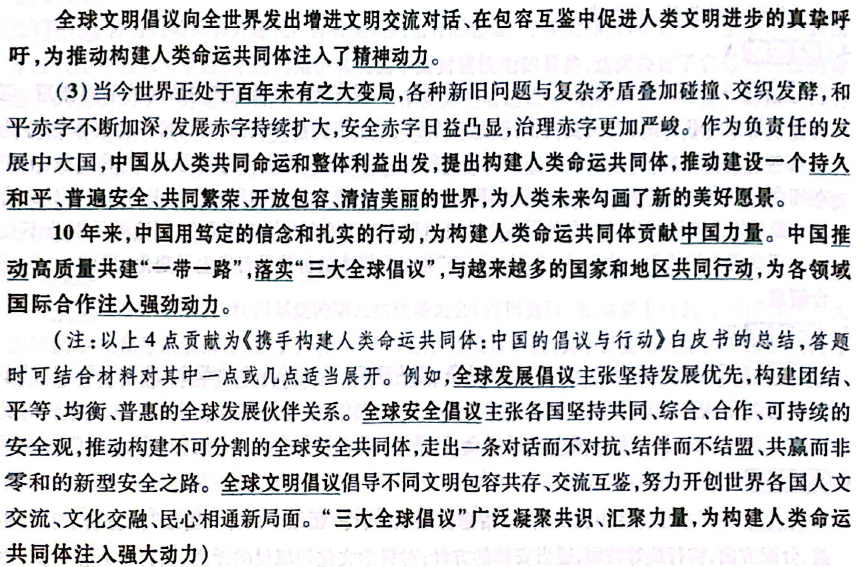 全球文明倡议向全世界发出增进文明交流对话、在包容互鉴中促进人类文明进步的真挚呼
吁,为推动构建人类命运共同体注入了精神动力。
(3)当今世界正处于百年未有之大变局,各种新旧问题与复杂矛盾叠加碰撞、交织发酵,和
平赤字不断加深,发展赤字持续扩大,安全赤字日益凸显,治理赤字更加严峻。作为负责任的发
展中大国,中国从人类共同命运和整体利益出发,提出构建人类命运共同体,推动建设一个持久
和平、普遍安全、共同繁荣、开放包容、清洁美丽的世界,为人类未来勾画了新的美好愿景。
10年来,中国用笃定的信念和扎实的行动,为构建人类命运共同体贡献中国力量。中国推
动高质量共建“一带一路”,落实“三大全球倡议”,与越来越多的国家和地区共同行动,为各领域
国际合作注入强劲动力。
(注:以上4点贡献为《携手构建人类命运共同体:中国的倡议与行动》白皮书的总结,答题
时可结合材料对其中一点或几点适当展开。例如,全球发展倡议主张坚持发展优先,构建团结、
平等、均衡、普惠的全球发展伙伴关系。全球安全倡议主张各国坚持共同、综合、合作、可持续的
安全观,推动构建不可分割的全球安全共同体,走出一条对话而不对抗、结伴而不结盟、共赢而非
零和的新型安全之路。全球文明倡议倡导不同文明包容共存、交流互鉴,努力开创世界各国人文
交流、文化交融、民心相通新局面。“三大全球倡议”广泛凝聚共识、汇聚力量,为构建人类命运
共同体注入强大动力)